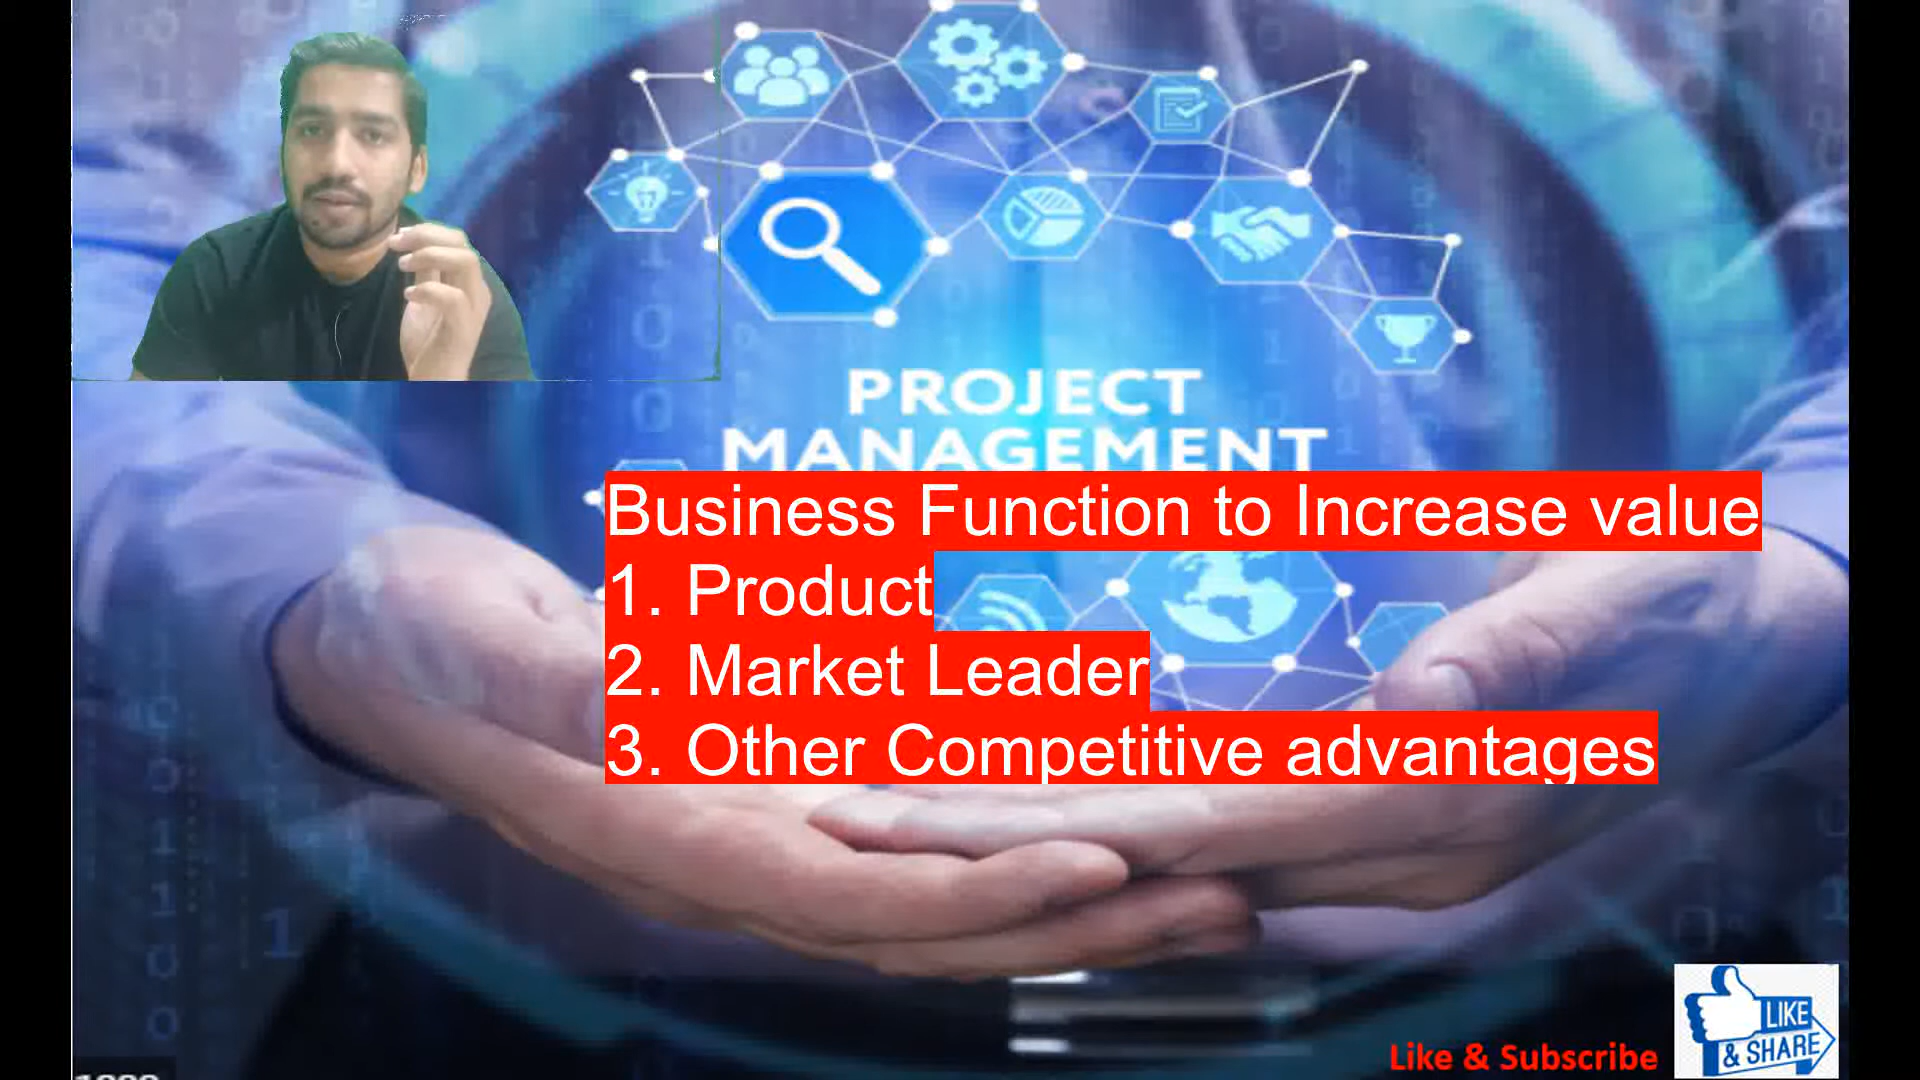 PROJECT
MANAGEMENT
Business Function to Increase value
1. Product
2. Market Leader
3. Other Competitive advantages
LIKE
& SHARE
Like & Subscribe